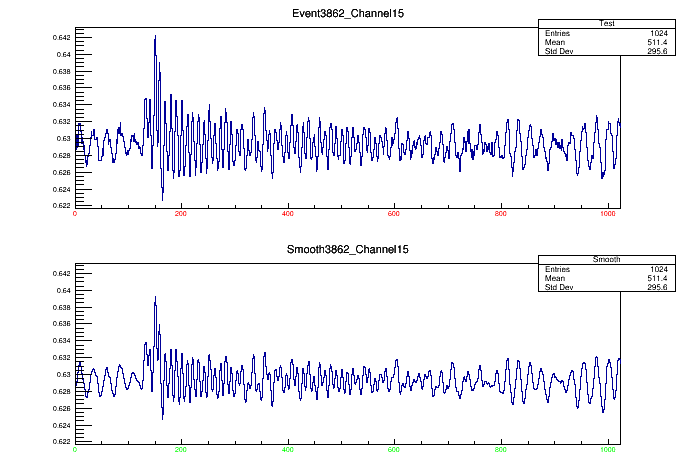 Event3862_Channel15
Test
Entries 1024
Mean 511.4
Std Dev 295.6
0.642
0.64
0.638
0.636
0.634
0.632
0.63
0.628
0.626
0.624
0.622
0 200 400 600 800 1000
Smooth3862_Channel15
Smooth
Entries 1024
Mean 511.4
Std Dev 295.6
0.642
0.64
0.638
0.636
0.634
0.632
0.63
0.628
0.626
0.624
0.622
0 200 400 600 800 1000